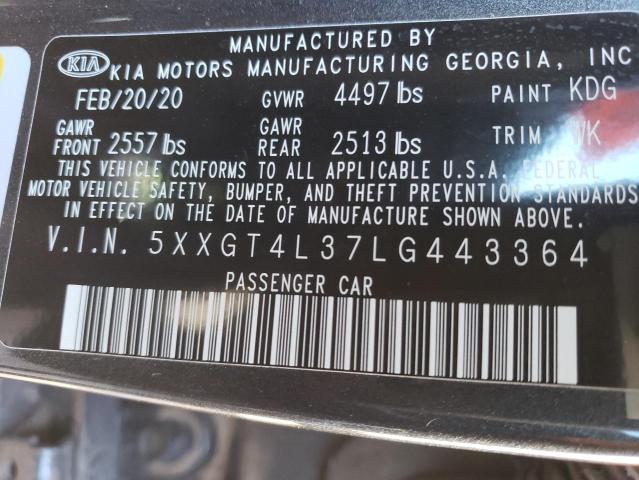 MANUFACTURED BY
KIA KIA MOTORS MANUFACTURING GEORGIA, INC
FEB/20/20 GVWR 4497 lbs PAINT KDG
GAWR FRONT 2557 lbs GAWR REAR 2513 lbs TRIM WK
THIS VEHICLE CONFORMS TO ALL APPLICABLE U.S.A. FEDERAL
MOTOR VEHICLE SAFETY, BUMPER, AND THEFT PREVENTION STANDARDS
IN EFFECT ON THE DATE OF MANUFACTURE SHOWN ABOVE.
V.I.N. 5XXGT4L37LG443364
PASSENGER CAR